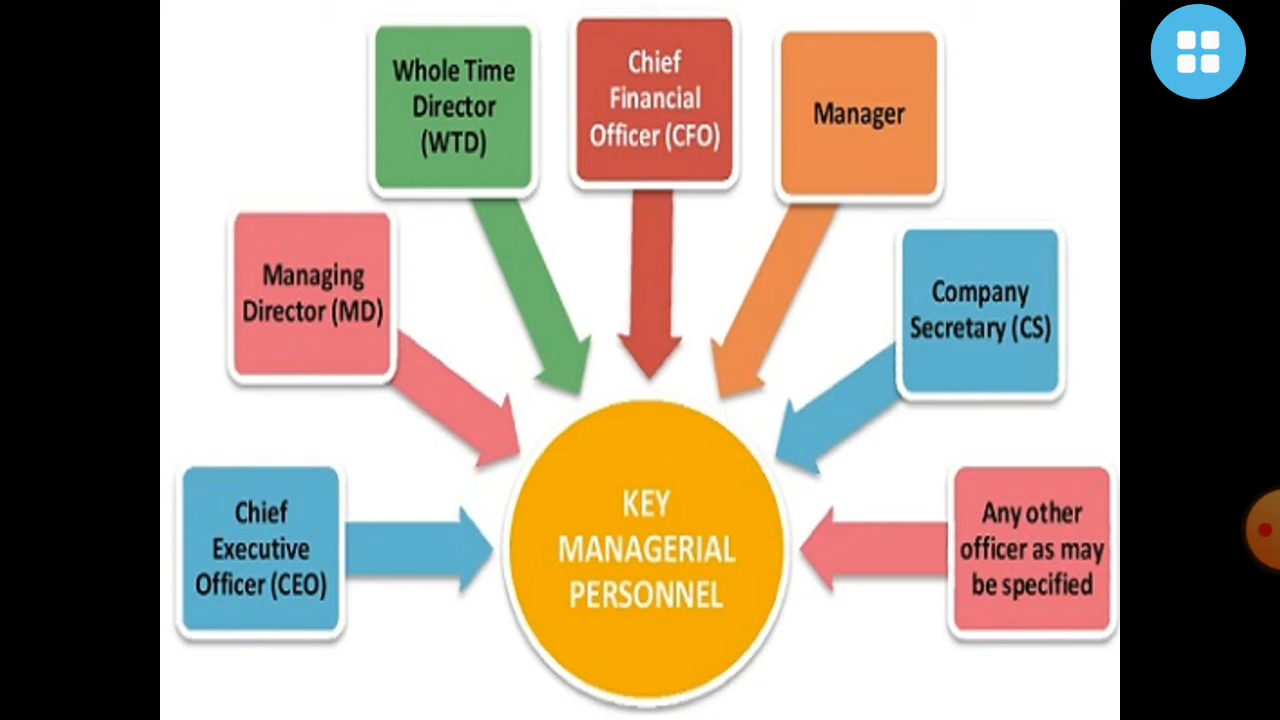 Whole Time
Director
(WTD)
Chief
Financial
Officer (CFO)
Manager
Managing
Director (MD)
Company
Secretary (CS)
Chief
Executive
Officer (CEO)
KEY
MANAGERIAL
PERSONNEL
Any other
officer as may
be specified